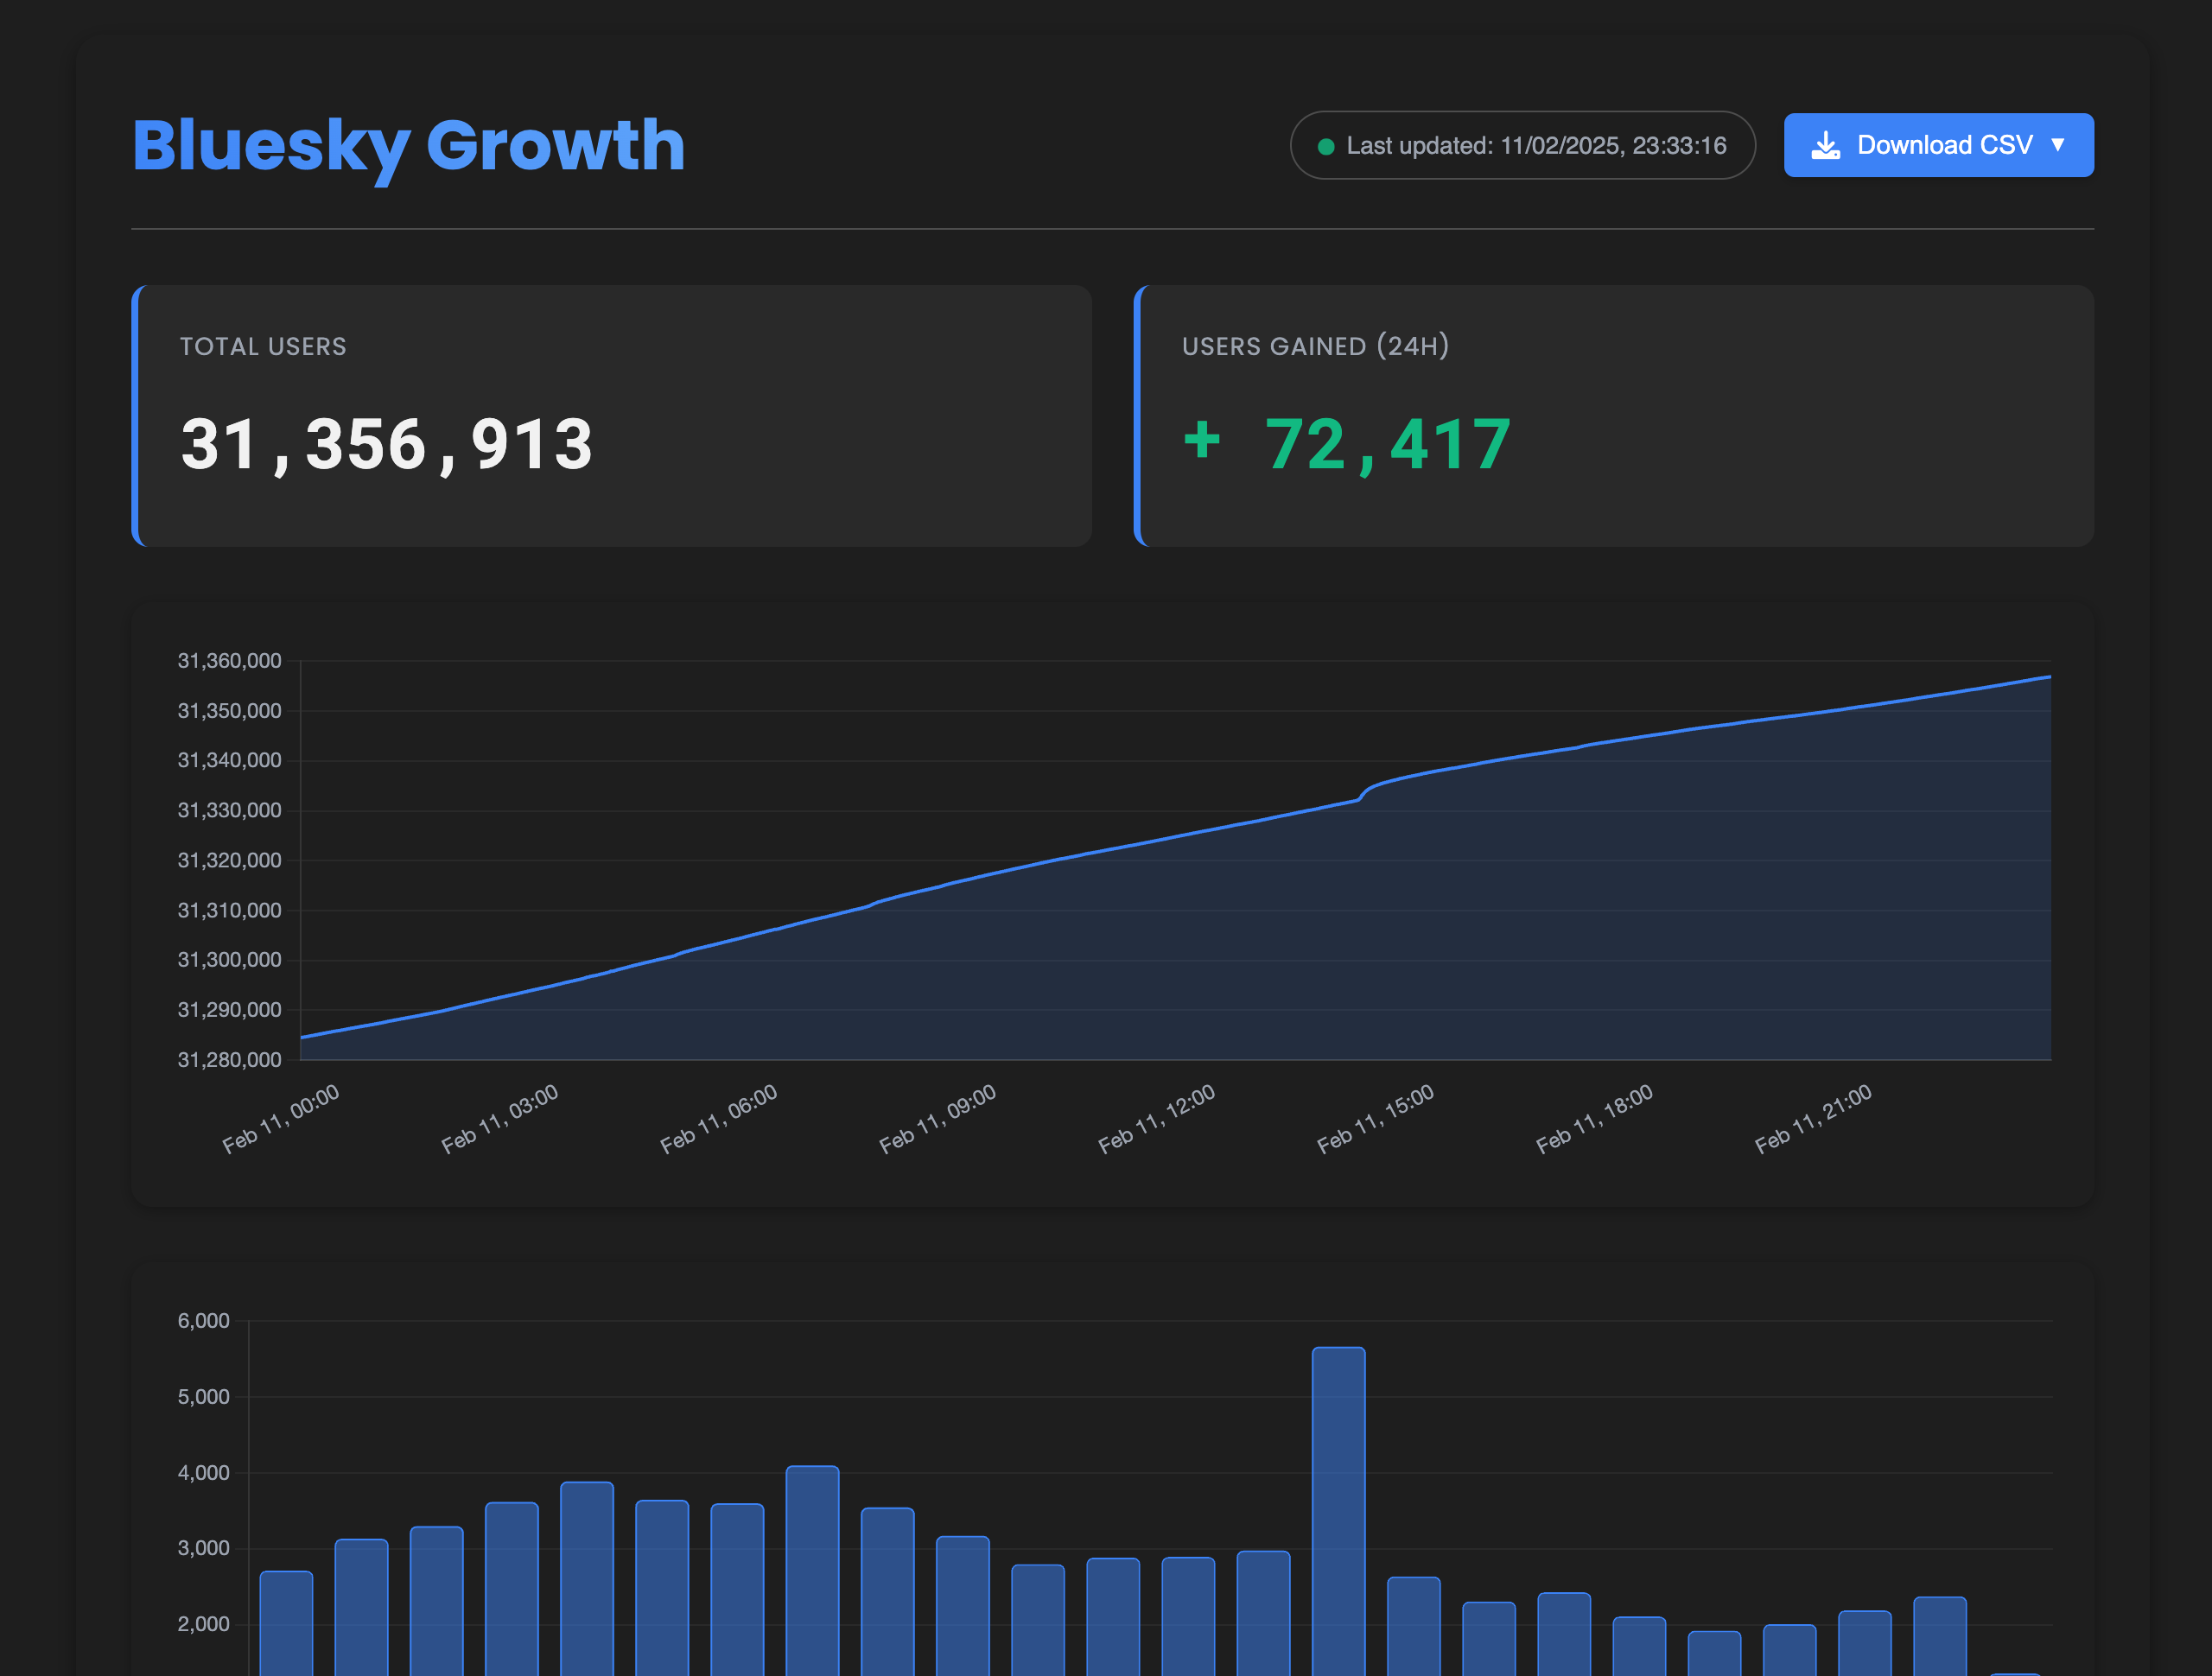 Bluesky Growth
Last updated: 11/02/2025, 23:33:16
Download CSV ▼
TOTAL USERS
31,356,913
USERS GAINED (24H)
+ 72,417
31,360,000
31,350,000
31,340,000
31,330,000
31,320,000
31,310,000
31,300,000
31,290,000
31,280,000
Feb 11, 00:00
Feb 11, 03:00
Feb 11, 06:00
Feb 11, 09:00
Feb 11, 12:00
Feb 11, 15:00
Feb 11, 18:00
Feb 11, 21:00
6,000
5,000
4,000
3,000
2,000